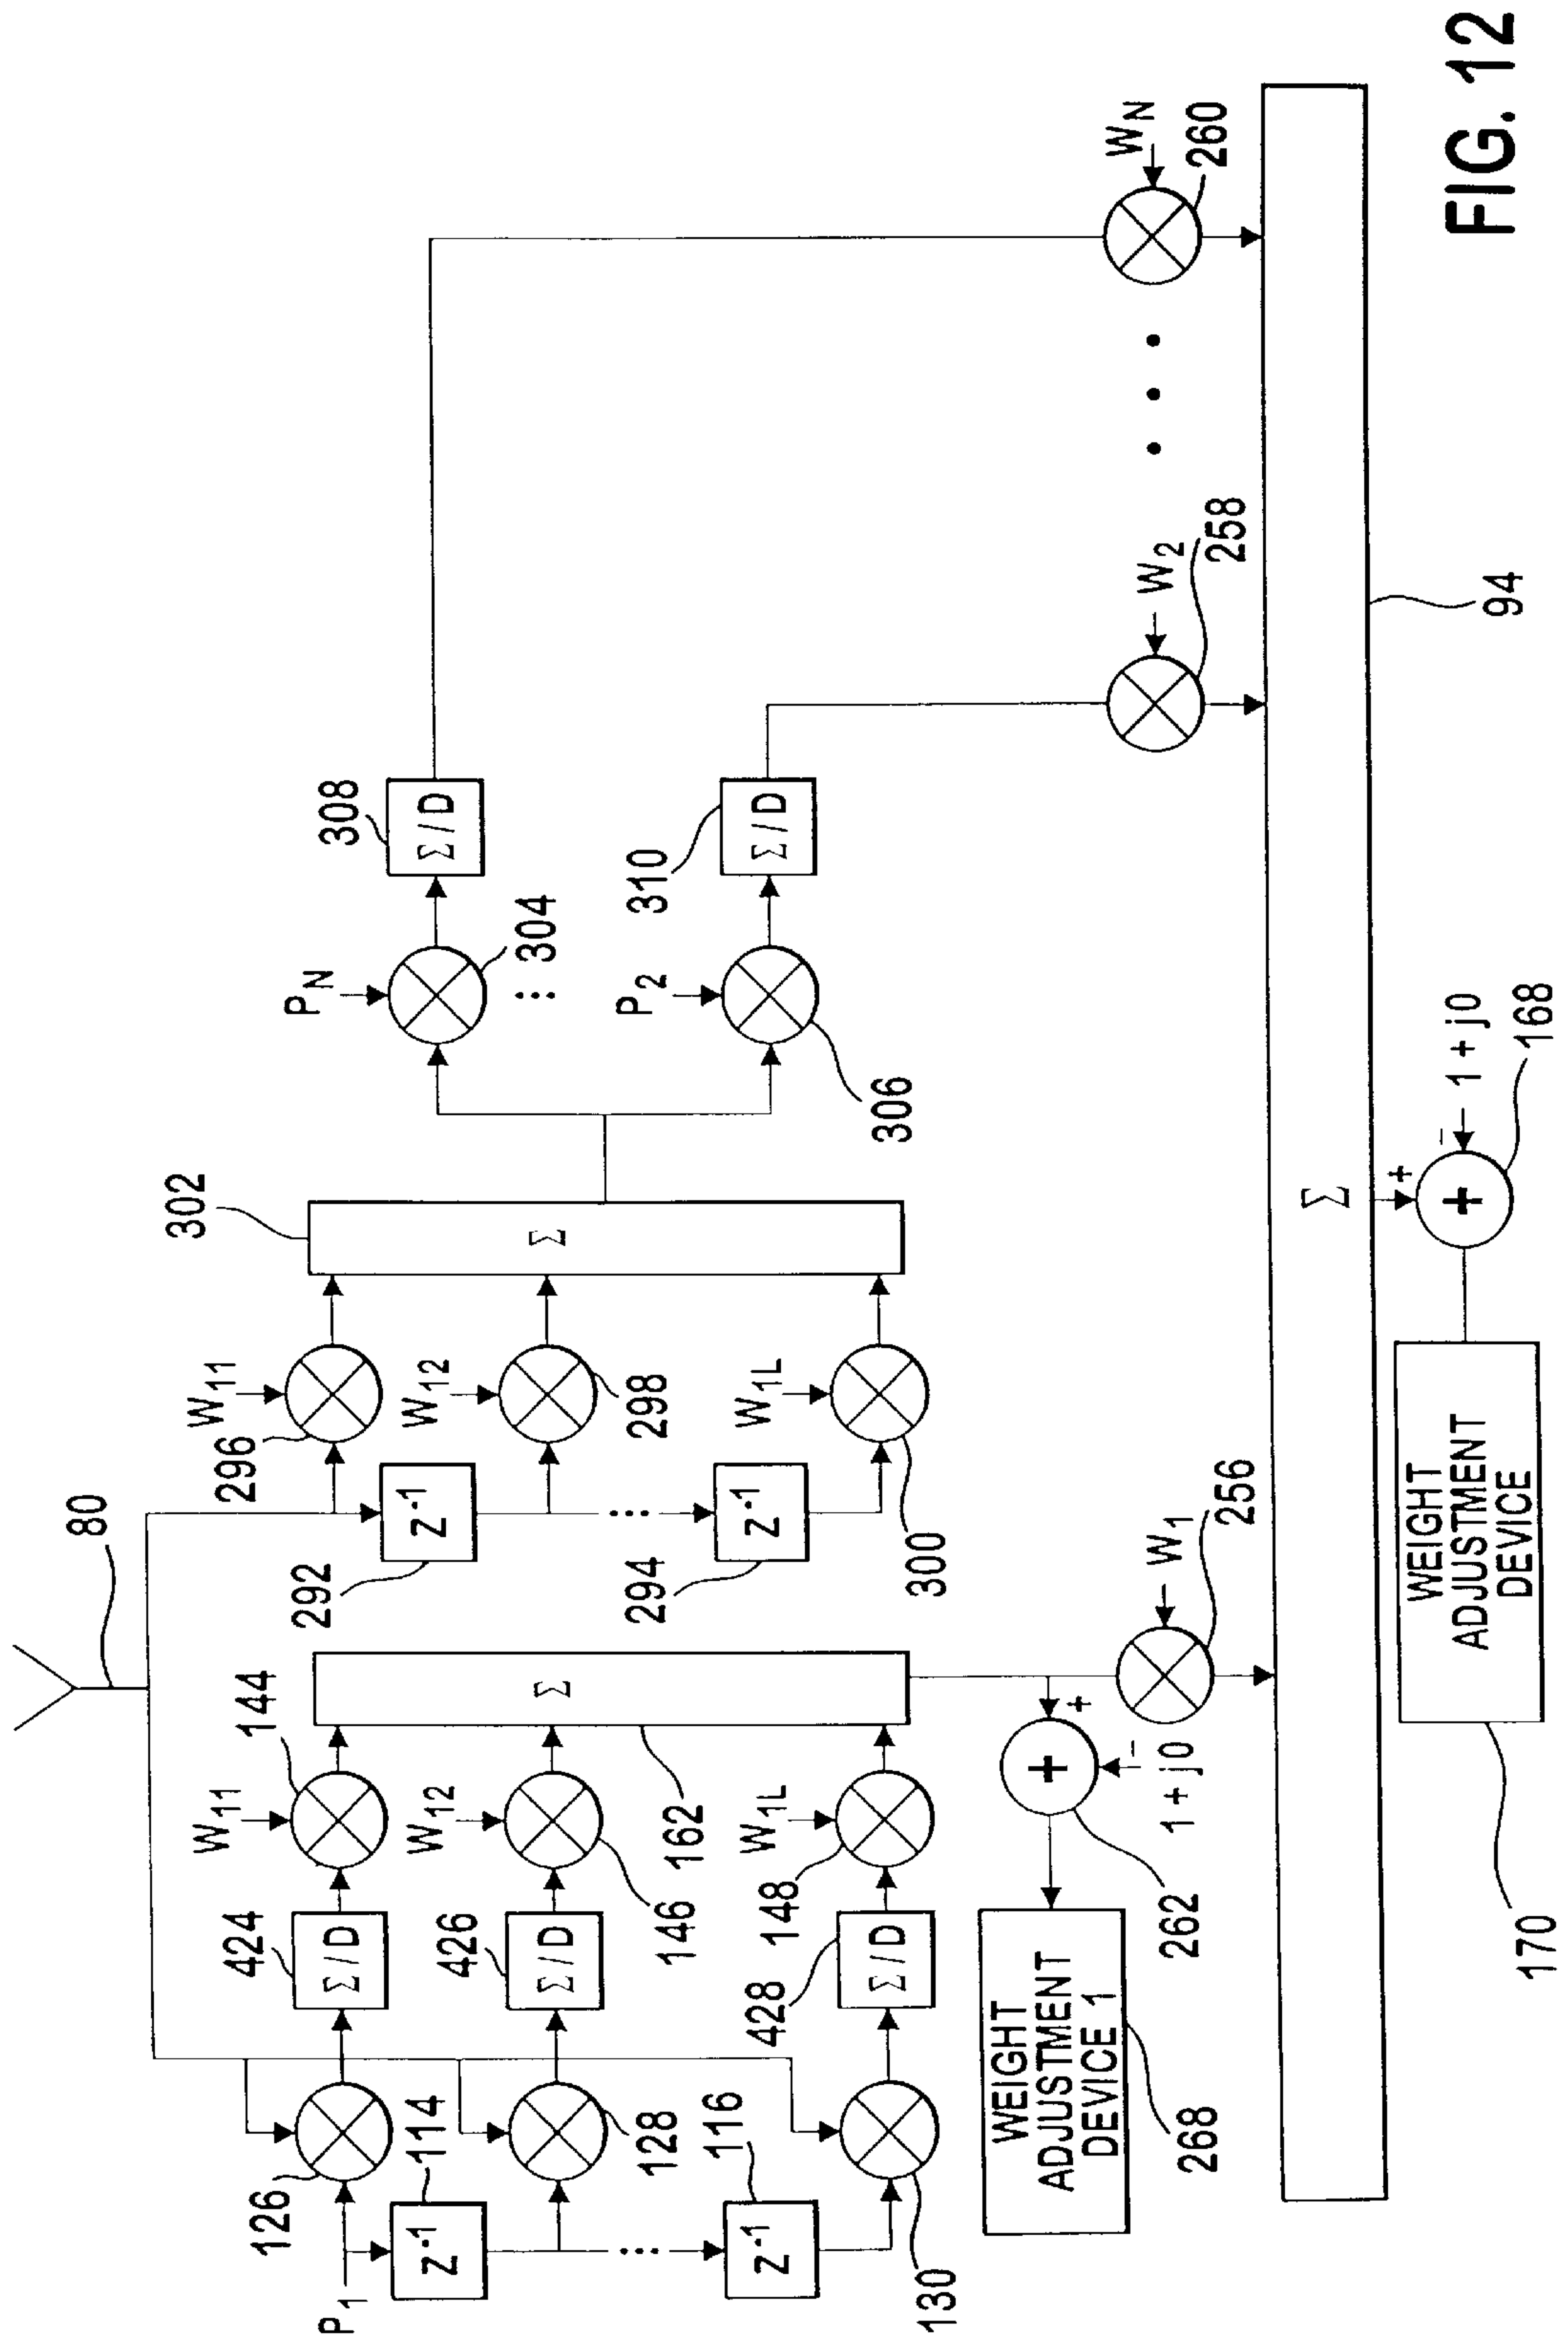 80
P1
126
114
128
116
130
424
426
428
Z-1
Z-1
Σ/D
Σ/D
Σ/D
W11
144
W12
146
W1L
148
Σ
162
292
Z-1
294
Z-1
296
W11
W12
298
W1L
300
302
Σ
PN
304
P2
306
308
Σ/D
310
Σ/D
WEIGHT
ADJUSTMENT
DEVICE 1
268
+
+
−
1 + j0
262
W1
256
W2
258
WN
260
Σ
94
+
+
−
1 + j0
168
WEIGHT
ADJUSTMENT
DEVICE
170
FIG. 12